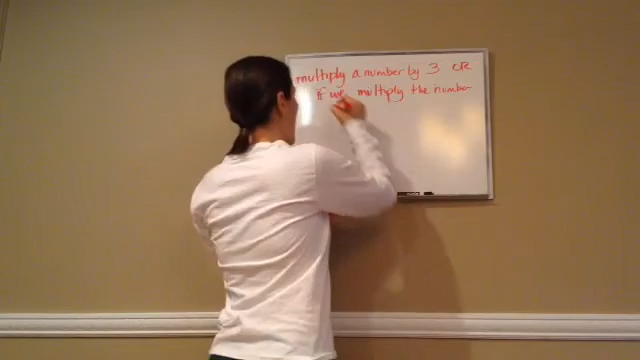 multiply a number by 3 or
if we multiply the number